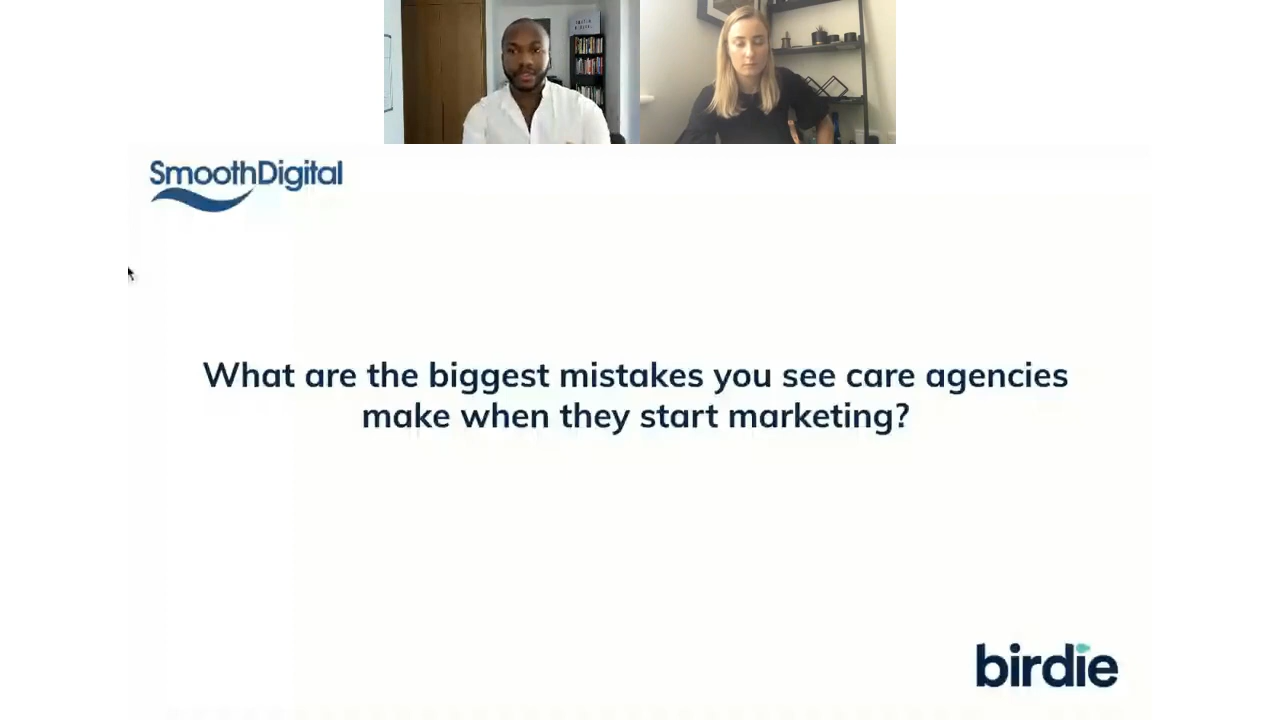 SmoothDigital
What are the biggest mistakes you see care agencies
make when they start marketing?
birdie